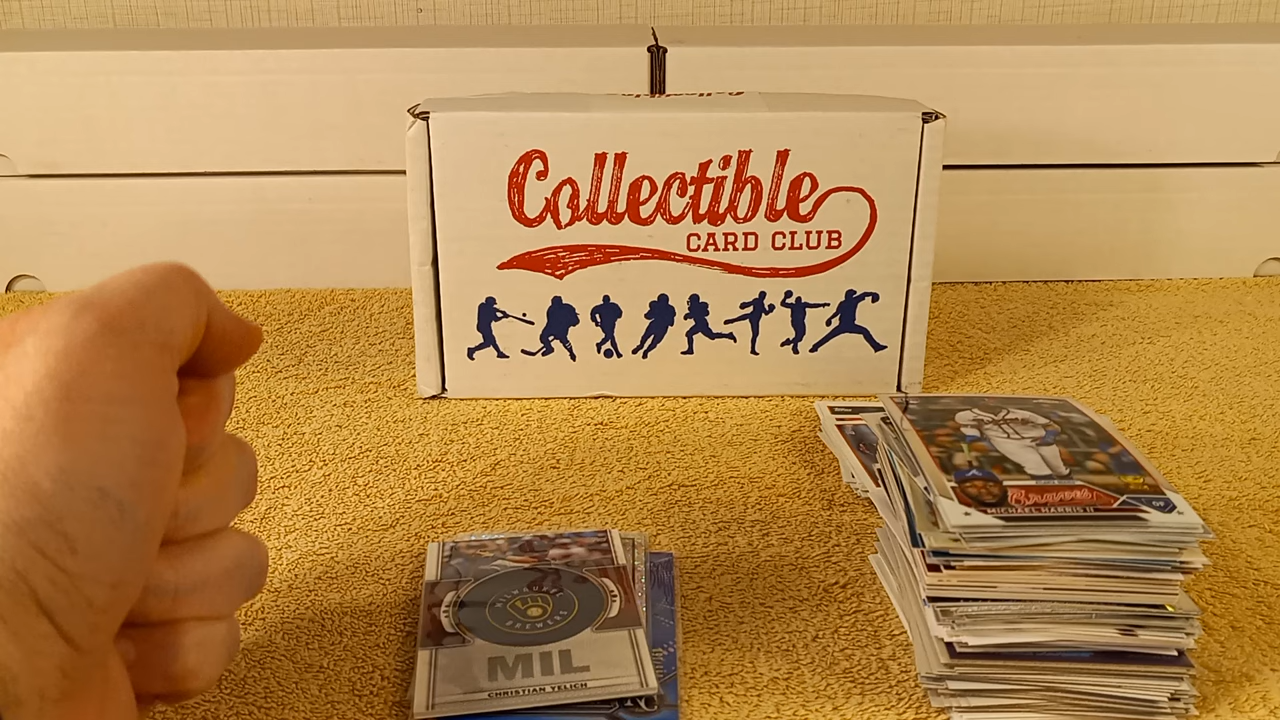 Collectible
CARD CLUB
Braves
MICHAEL HARRIS II
OF
MILWAUKEE
BREWERS
MIL
CHRISTIAN YELICH